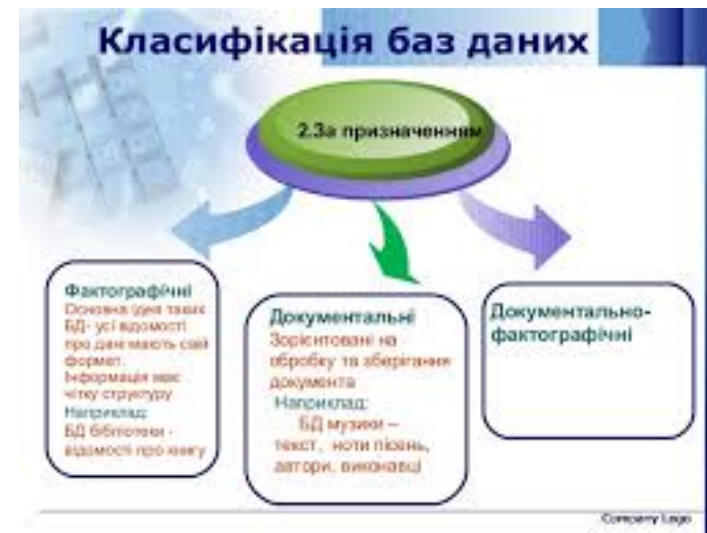 Класифікація баз даних
2.За призначенням
Фактографічні
Основна ідея таких
БД- усі відомості
про дані мають свій
формат.
Інформація має
чітку структуру
Наприклад:
БД бібліотеки -
відомості про книгу
Документальні
Зорієнтовані на
обробку та зберігання
документа
Наприклад:
БД музики –
текст, ноти пісень,
автори, виконавці
Документально-
фактографічні
Company Logo